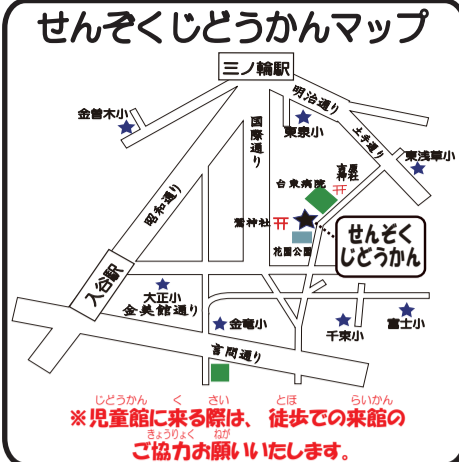 せんぞくじどうかんマップ
三ノ輪駅
明治通り
金曽木小
国際通り
東泉小
土手通り
東浅草小
吉原
神社
台東病院
昭和通り
鷲神社
せんぞく
じどうかん
花園公園
入谷駅
大正小
金美館通り
金竜小
千束小
富士小
言問通り
じどうかん く さい とほ らいかん
※児童館に来る際は、徒歩での来館の
きょうりょく ねが
ご協力お願いいたします。